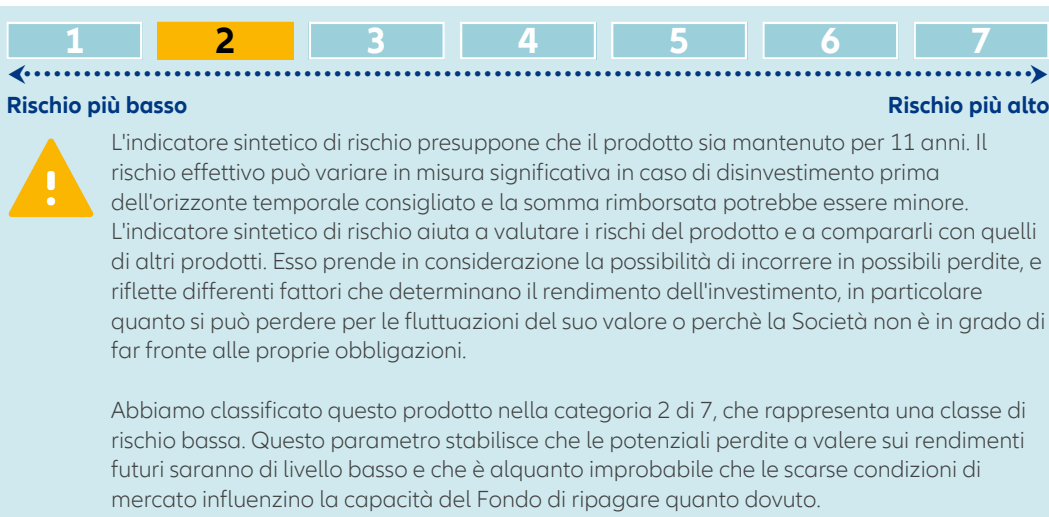 1 2 3 4 5 6 7
Rischio più basso Rischio più alto
L'indicatore sintetico di rischio presuppone che il prodotto sia mantenuto per 11 anni. Il
rischio effettivo può variare in misura significativa in caso di disinvestimento prima
dell'orizzonte temporale consigliato e la somma rimborsata potrebbe essere minore.
L'indicatore sintetico di rischio aiuta a valutare i rischi del prodotto e a compararli con quelli
di altri prodotti. Esso prende in considerazione la possibilità di incorrere in possibili perdite, e
riflette differenti fattori che determinano il rendimento dell'investimento, in particolare
quanto si può perdere per le fluttuazioni del suo valore o perchè la Società non è in grado di
far fronte alle proprie obbligazioni.
Abbiamo classificato questo prodotto nella categoria 2 di 7, che rappresenta una classe di
rischio bassa. Questo parametro stabilisce che le potenziali perdite a valere sui rendimenti
futuri saranno di livello basso e che è alquanto improbabile che le scarse condizioni di
mercato influenzino la capacità del Fondo di ripagare quanto dovuto.